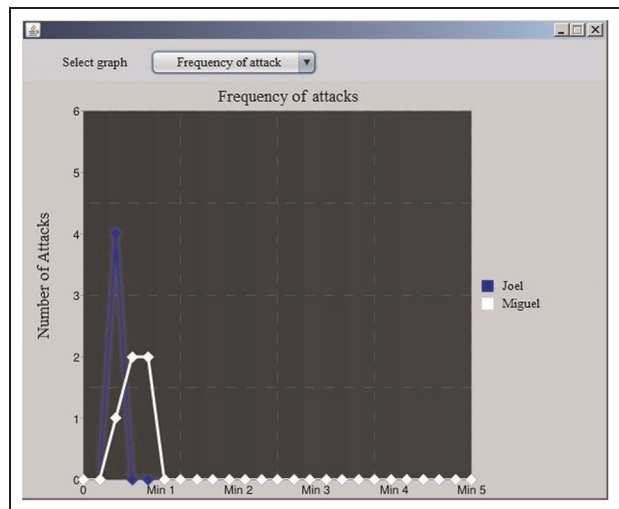 Select graph Frequency of attack
Frequency of attacks
Number of Attacks
6
5
4
3
2
1
0
0 Min 1 Min 2 Min 3 Min 4 Min 5
Joel
Miguel